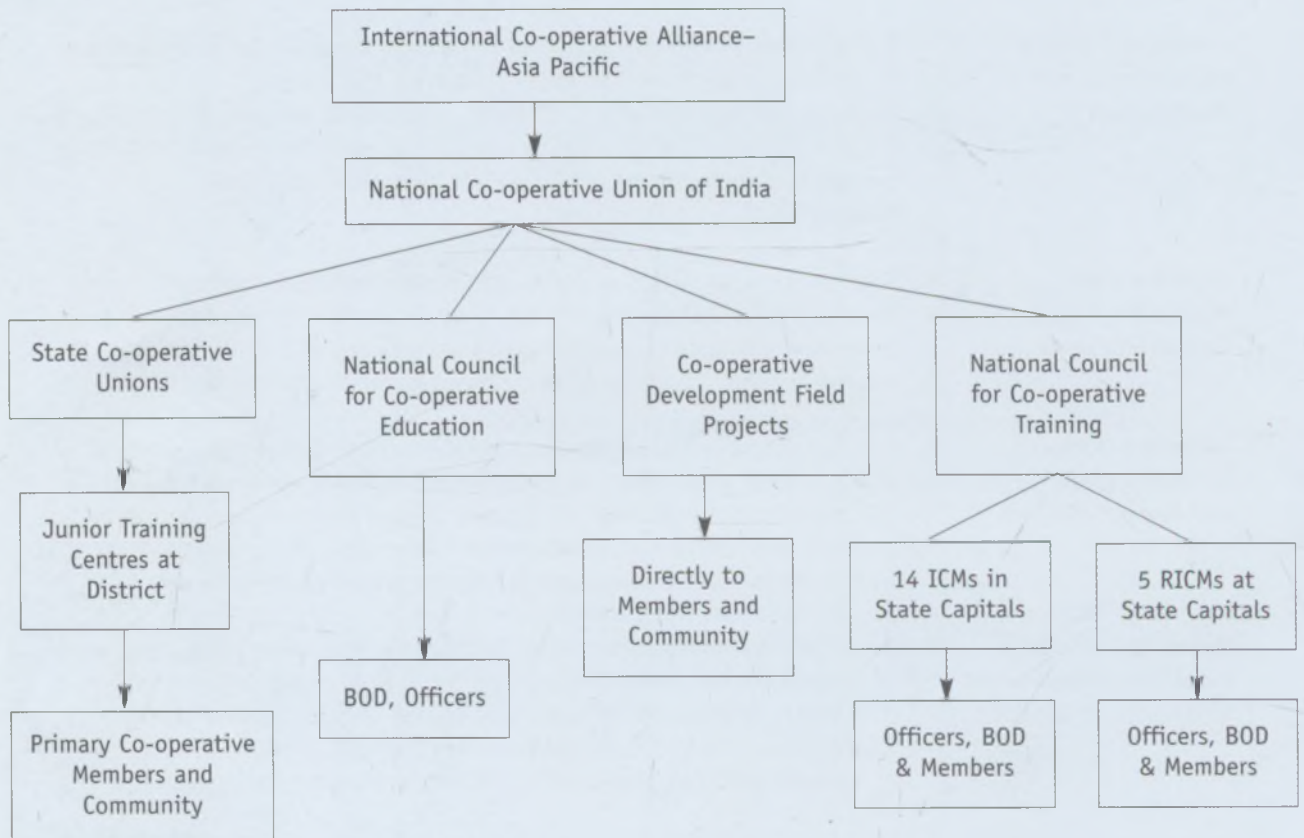 International Co-operative Alliance–
Asia Pacific
National Co-operative Union of India
State Co-operative
Unions
National Council
for Co-operative
Education
Co-operative
Development Field
Projects
National Council
for Co-operative
Training
Junior Training
Centres at
District
Directly to
Members and
Community
14 ICMs in
State Capitals
5 RICMs at
State Capitals
BOD, Officers
Primary Co-operative
Members and
Community
Officers, BOD
& Members
Officers, BOD
& Members